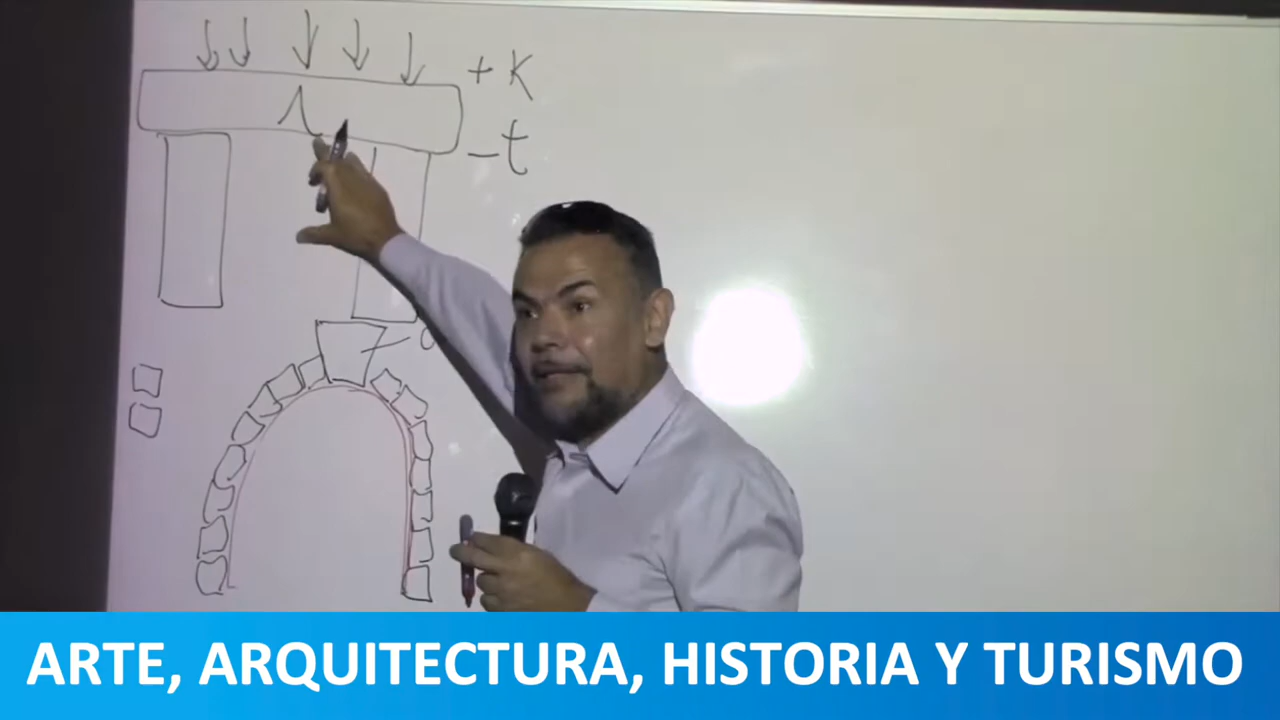 + K
- t
ARTE, ARQUITECTURA, HISTORIA Y TURISMO